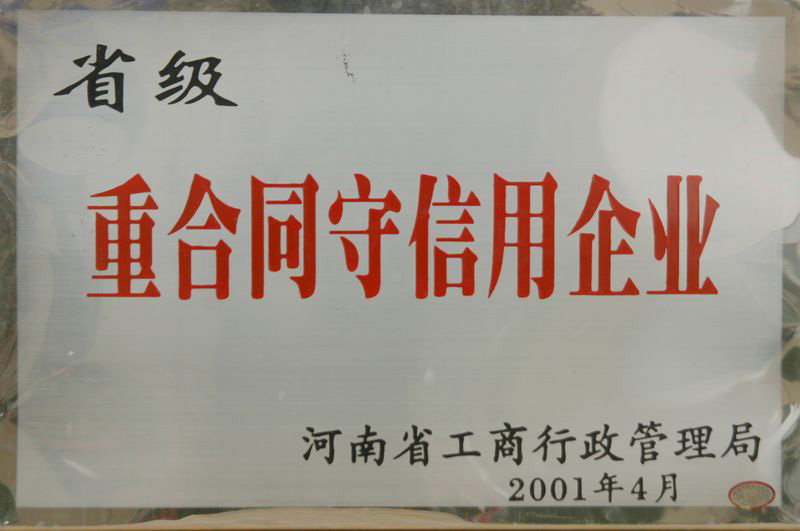 省级
重合同守信用企业
河南省工商行政管理局
2001年4月